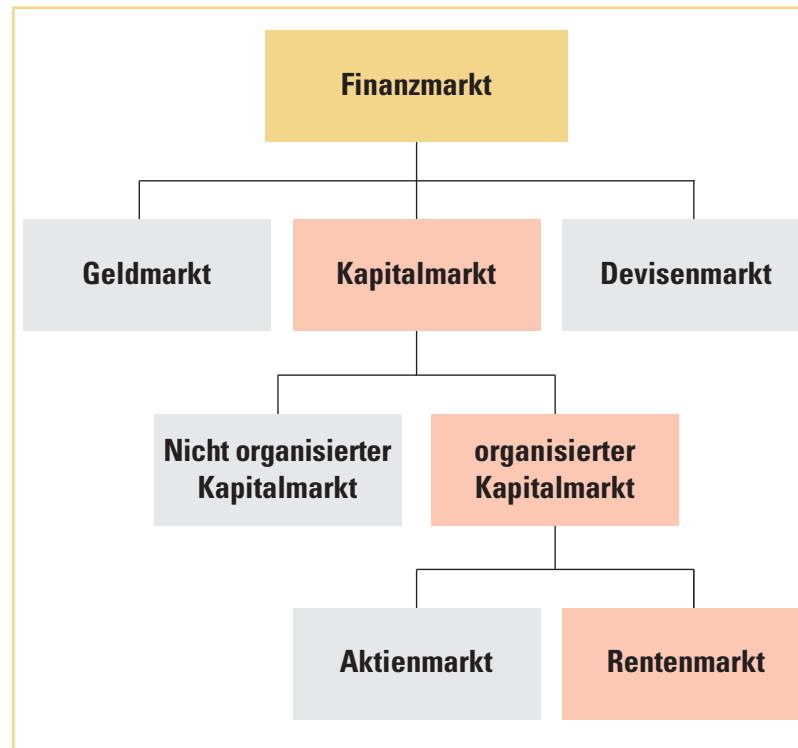 Finanzmarkt
Geldmarkt
Kapitalmarkt
Devisenmarkt
Nicht organisierter
Kapitalmarkt
organisierter
Kapitalmarkt
Aktienmarkt
Rentenmarkt